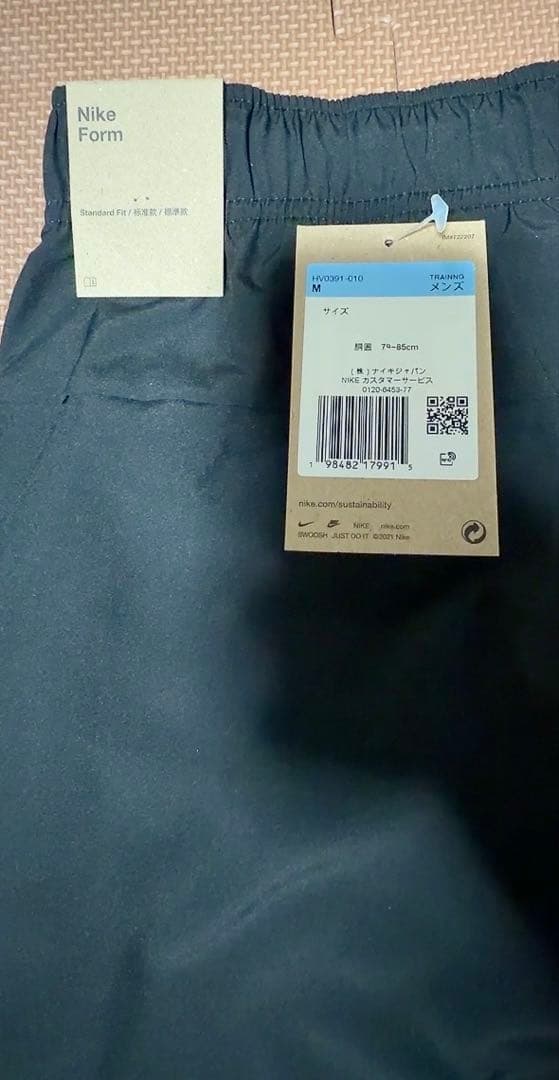 Nike
Form
Standard Fit / 标准款 / 標準款
HV0391-010
TRAINNG
M
メンズ
サイズ
胴囲
-85cm
(株)ナイキジャパン
NIKE カスタマーサービス
0120-6453-77
1 98482 17991 5
nike.com/sustainability
NIKE nike.com
SWOOSH JUST DO IT ©2021 Nike